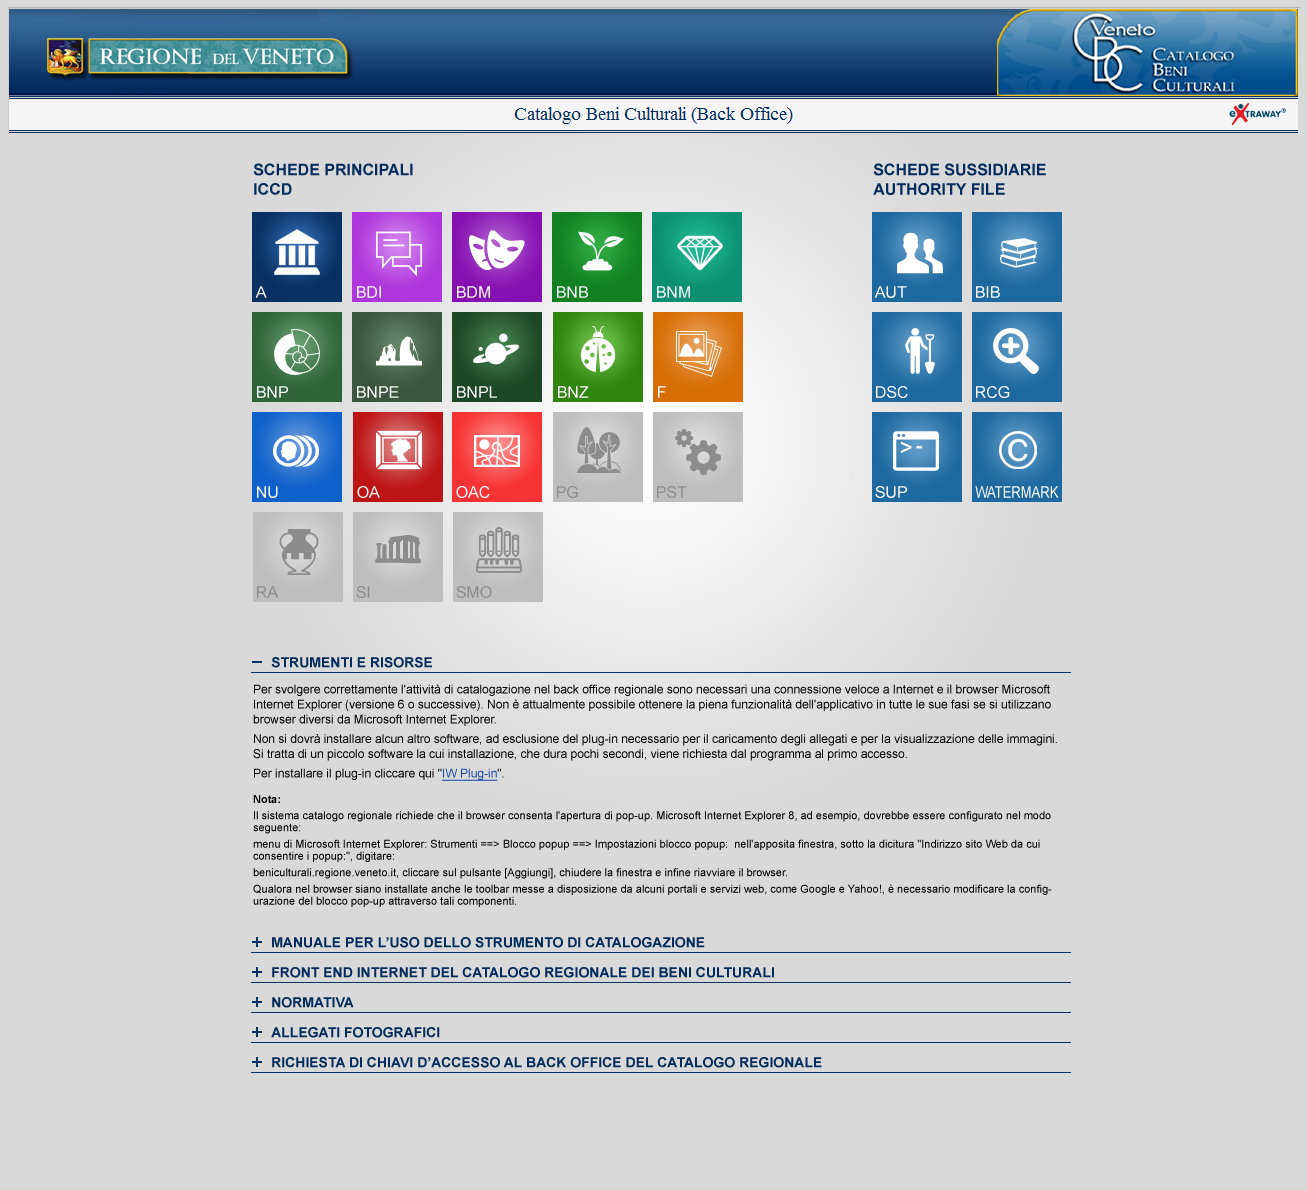 REGIONE DEL VENETO
Veneto
CBC
CATALOGO
BENI
CULTURALI
Catalogo Beni Culturali (Back Office)
eXTRAWAY®
SCHEDE PRINCIPALI
ICCD
SCHEDE SUSSIDIARIE
AUTHORITY FILE
A
BDI
BDM
BNB
BNM
AUT
BIB
BNP
BNPE
BNPL
BNZ
F
DSC
RCG
NU
OA
OAC
PG
PST
SUP
WATERMARK
RA
SI
SMO
− STRUMENTI E RISORSE
Per svolgere correttamente l'attività di catalogazione nel back office regionale sono necessari una connessione veloce a Internet e il browser Microsoft
Internet Explorer (versione 6 o successive). Non è attualmente possibile ottenere la piena funzionalità dell'applicativo in tutte le sue fasi se si utilizzano
browser diversi da Microsoft Internet Explorer.
Non si dovrà installare alcun altro software, ad esclusione del plug-in necessario per il caricamento degli allegati e per la visualizzazione delle immagini.
Si tratta di un piccolo software la cui installazione, che dura pochi secondi, viene richiesta dal programma al primo accesso.
Per installare il plug-in cliccare qui "IW Plug-in".
Nota:
Il sistema catalogo regionale richiede che il browser consenta l'apertura di pop-up. Microsoft Internet Explorer 8, ad esempio, dovrebbe essere configurato nel modo
seguente:
menu di Microsoft Internet Explorer: Strumenti ==> Blocco popup ==> Impostazioni blocco popup: nell'apposita finestra, sotto la dicitura "Indirizzo sito Web da cui
consentire i popup:", digitare:
beniculturali.regione.veneto.it, cliccare sul pulsante [Aggiungi], chiudere la finestra e infine riavviare il browser.
Qualora nel browser siano installate anche le toolbar messe a disposizione da alcuni portali e servizi web, come Google e Yahoo!, è necessario modificare la config-
urazione del blocco pop-up attraverso tali componenti.
+ MANUALE PER L’USO DELLO STRUMENTO DI CATALOGAZIONE
+ FRONT END INTERNET DEL CATALOGO REGIONALE DEI BENI CULTURALI
+ NORMATIVA
+ ALLEGATI FOTOGRAFICI
+ RICHIESTA DI CHIAVI D’ACCESSO AL BACK OFFICE DEL CATALOGO REGIONALE